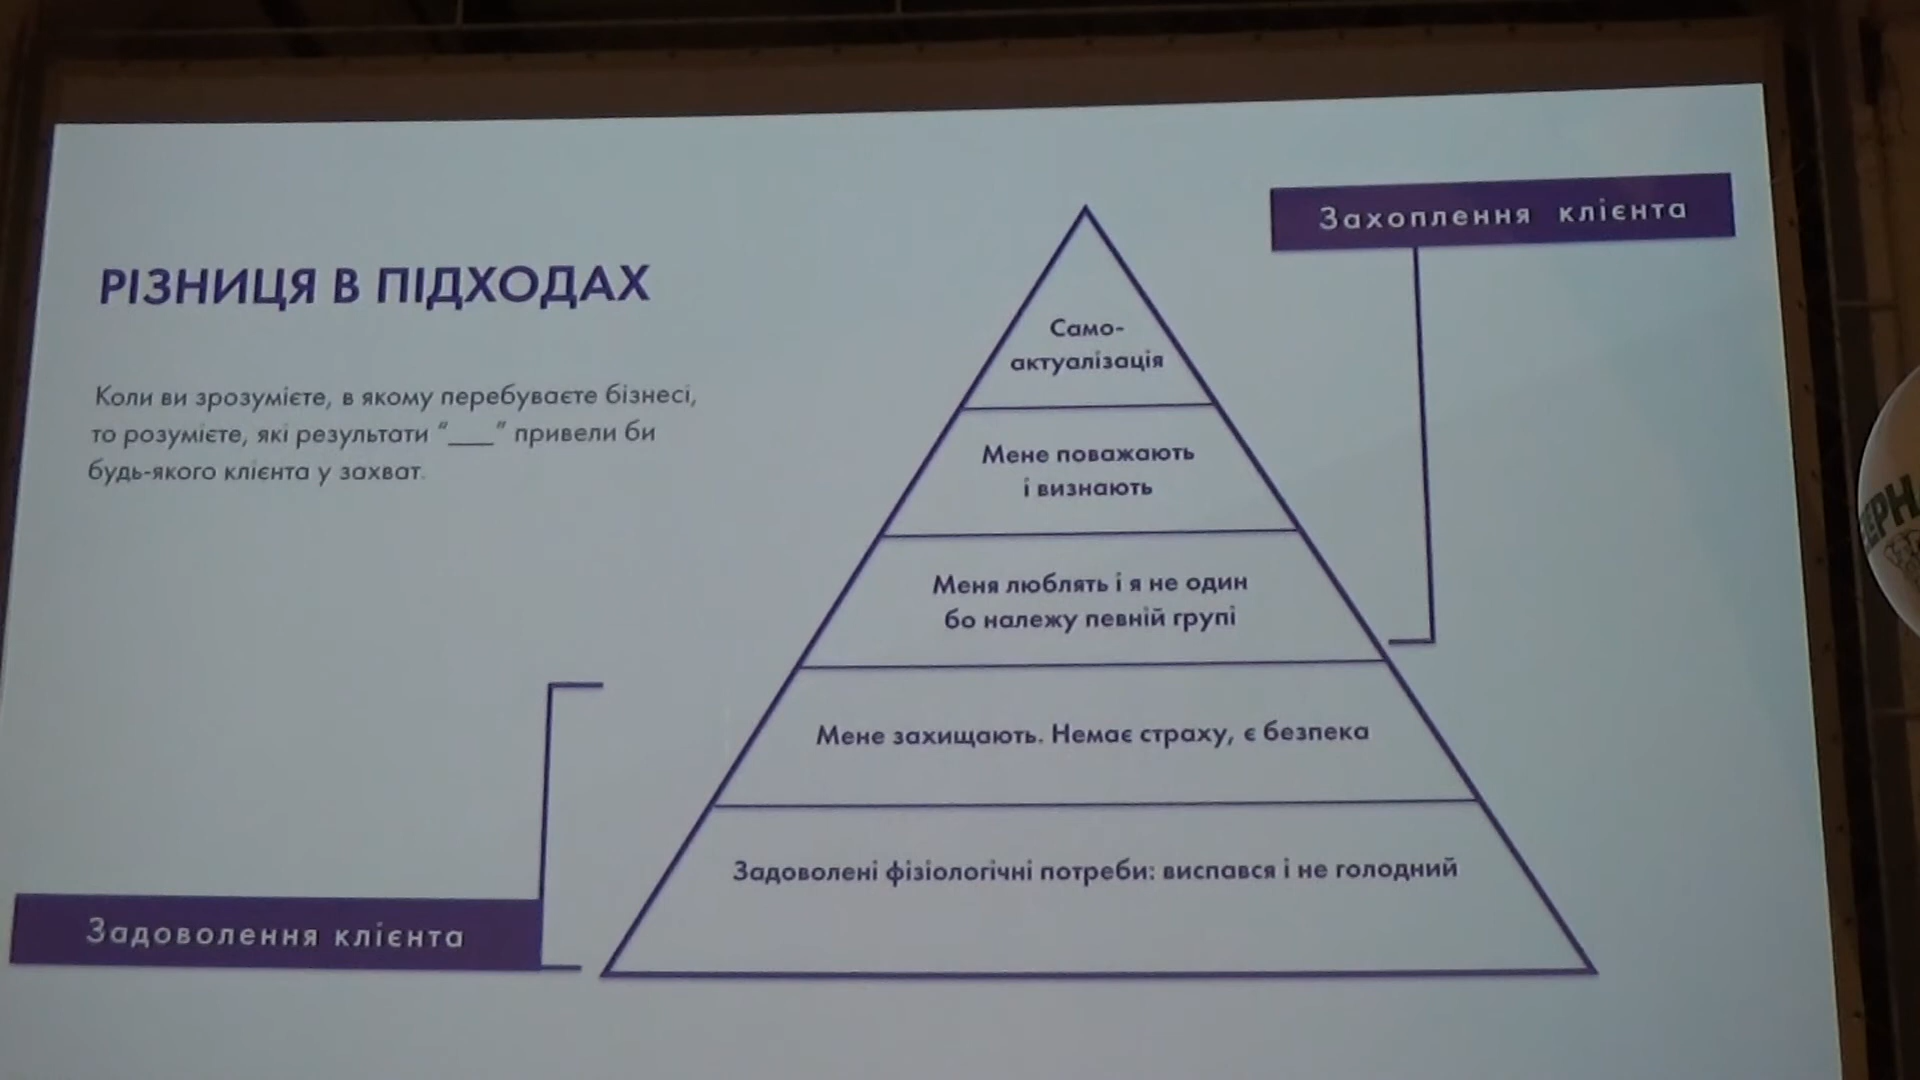 Захоплення клієнта
РІЗНИЦЯ В ПІДХОДАХ
Коли ви зрозумієте, в якому перебуваєте бізнесі,
то розумієте, які результати "___" привели би
будь-якого клієнта у захват.
Само-
актуалізація
Мене поважають
і визнають
Меня люблять і я не один
бо належу певній групі
Мене захищають. Немає страху, є безпека
Задоволені фізіологічні потреби: виспався і не голодний
Задоволення клієнта